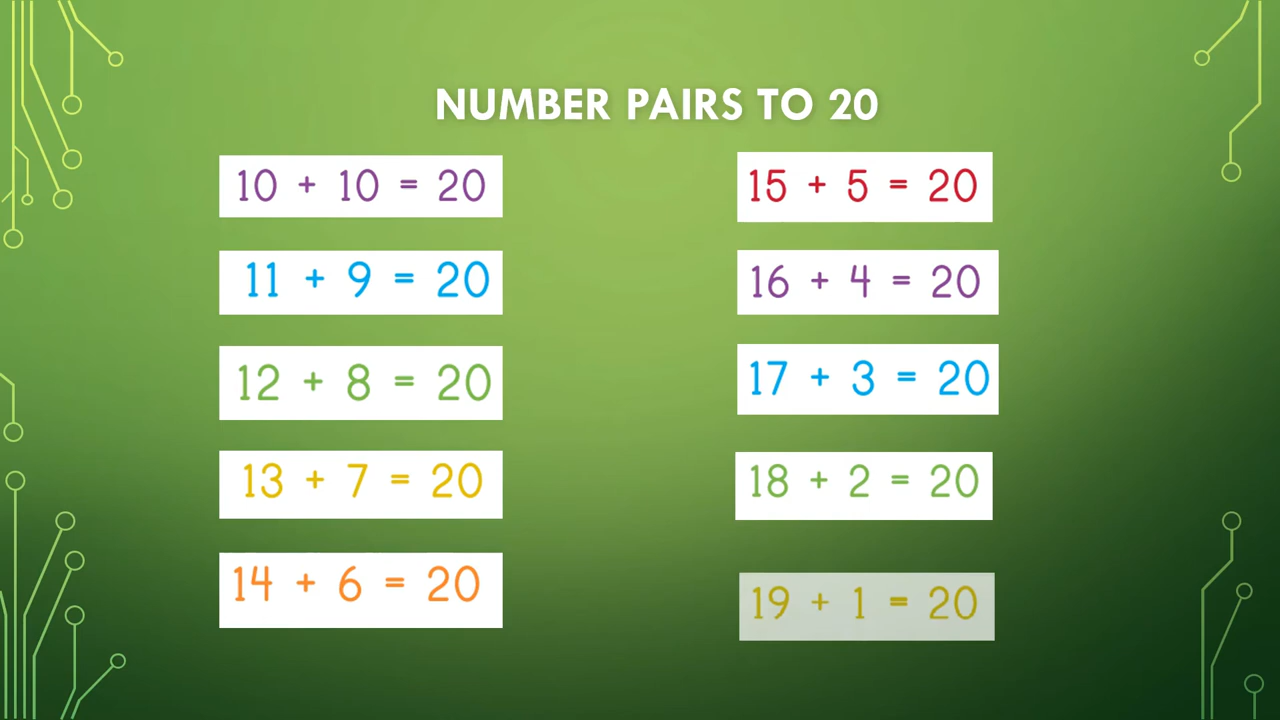 NUMBER PAIRS TO 20
10 + 10 = 20
11 + 9 = 20
12 + 8 = 20
13 + 7 = 20
14 + 6 = 20
15 + 5 = 20
16 + 4 = 20
17 + 3 = 20
18 + 2 = 20
19 + 1 = 20